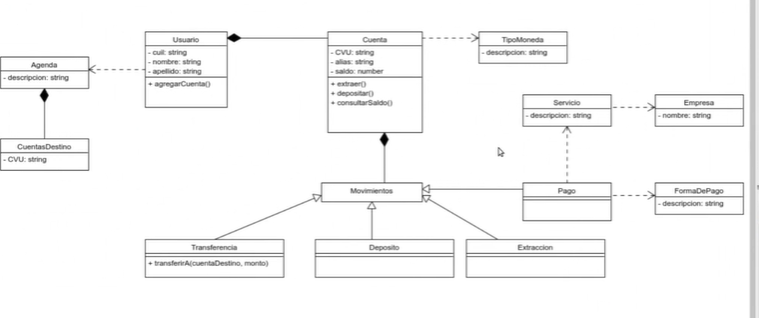 Usuario
- cuil: string
- nombre: string
- apellido: string
+ agregarCuenta()
Cuenta
- CVU: string
- alias: string
- saldo: number
+ extraer()
+ depositar()
+ consultarSaldo()
TipoMoneda
- descripcion: string
Agenda
- descripcion: string
CuentasDestino
- CVU: string
Servicio
- descripcion: string
Empresa
- nombre: string
Movimientos
Pago
FormaDePago
- descripcion: string
Transferencia
+ transferirA(cuentaDestino, monto)
Deposito
Extraccion